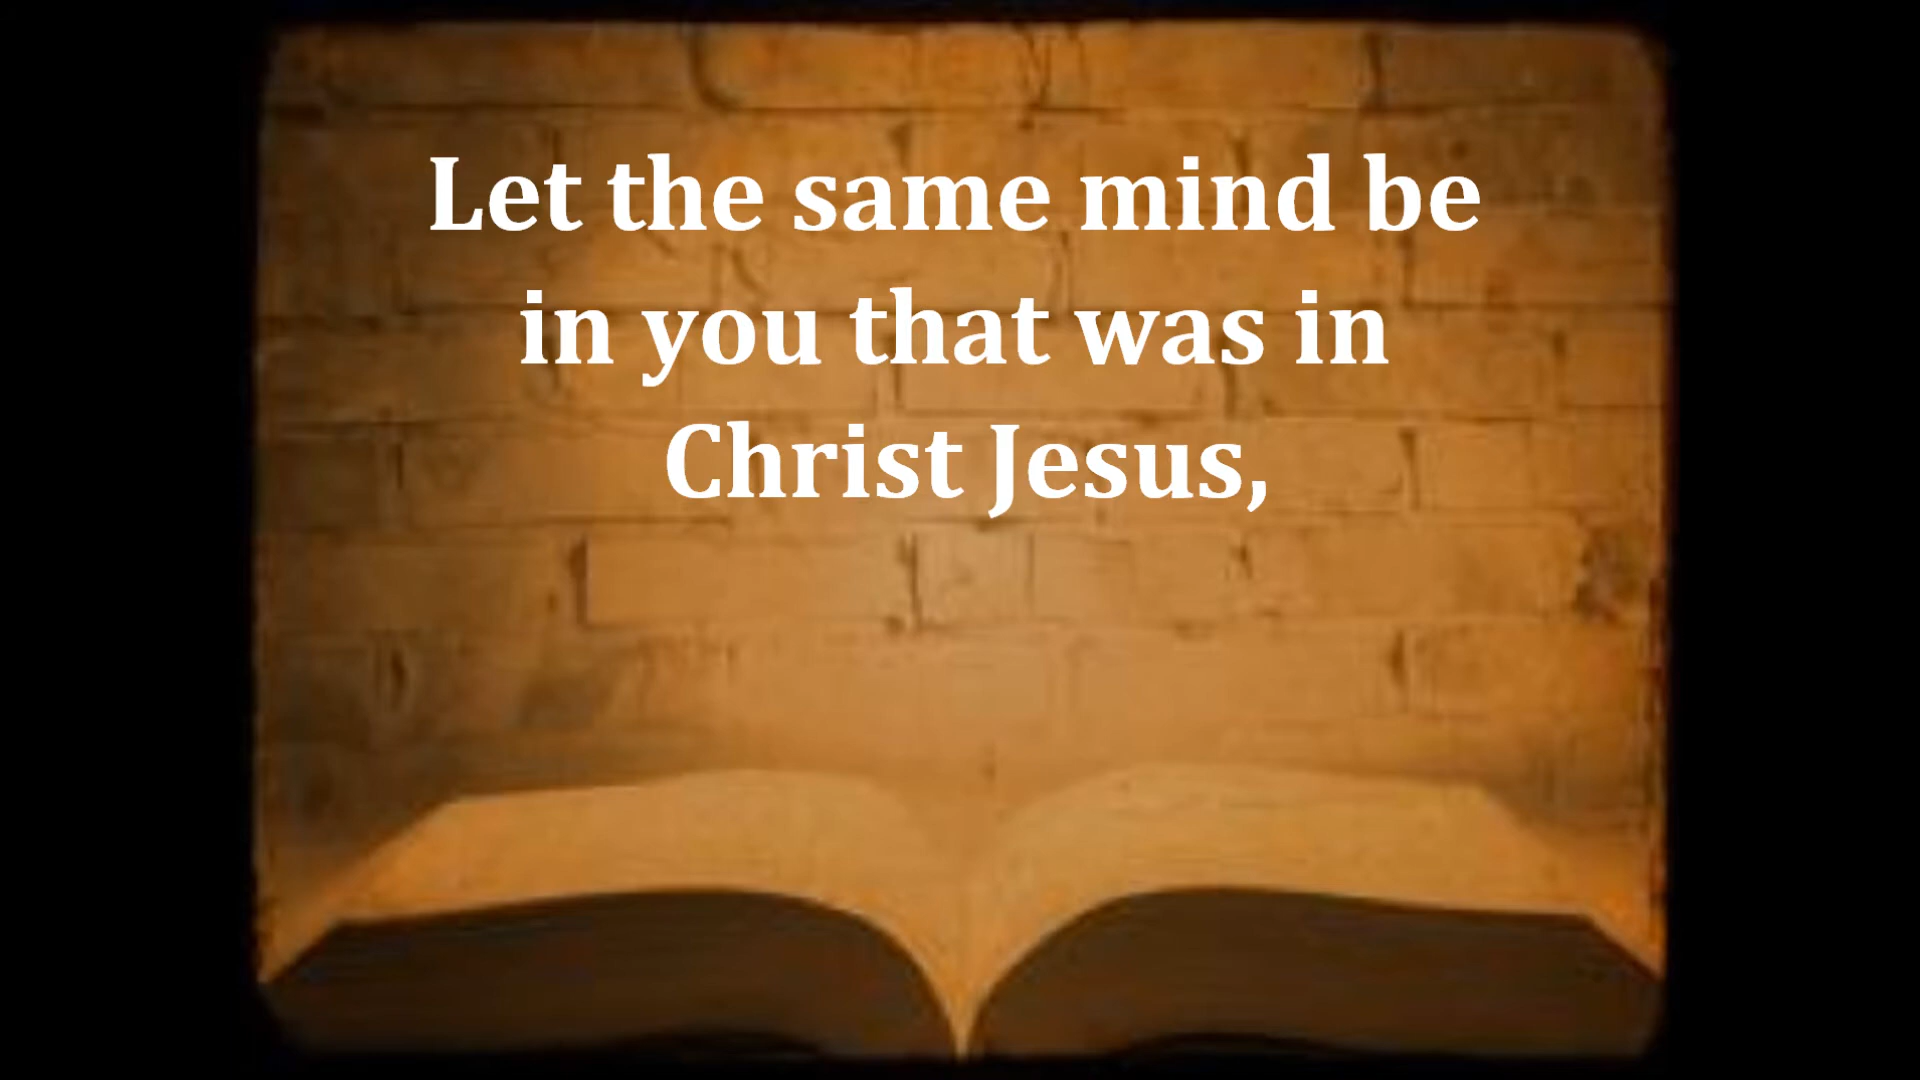 Let the same mind be
in you that was in
Christ Jesus,